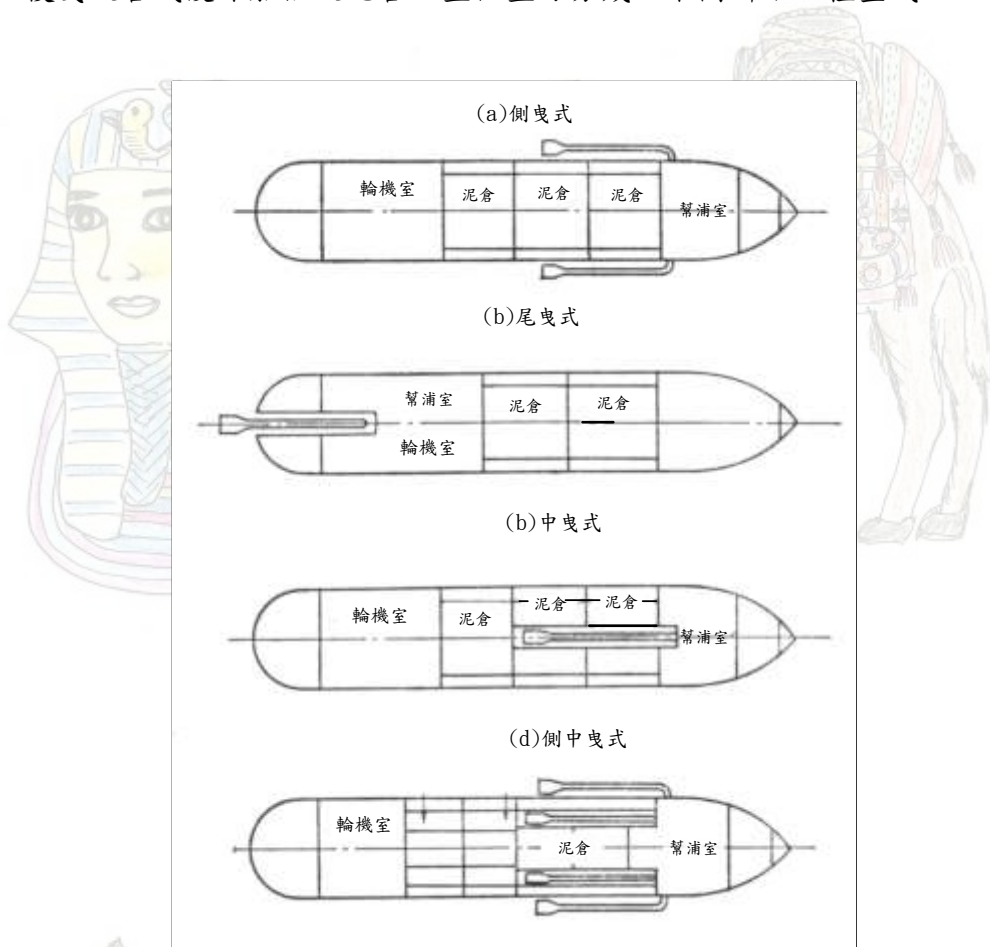 (a)側曳式
輪機室 泥倉 泥倉 泥倉 幫浦室
(b)尾曳式
幫浦室 泥倉 泥倉
輪機室
(b)中曳式
輪機室 泥倉 泥倉 泥倉 幫浦室
(d)側中曳式
輪機室 泥倉 幫浦室